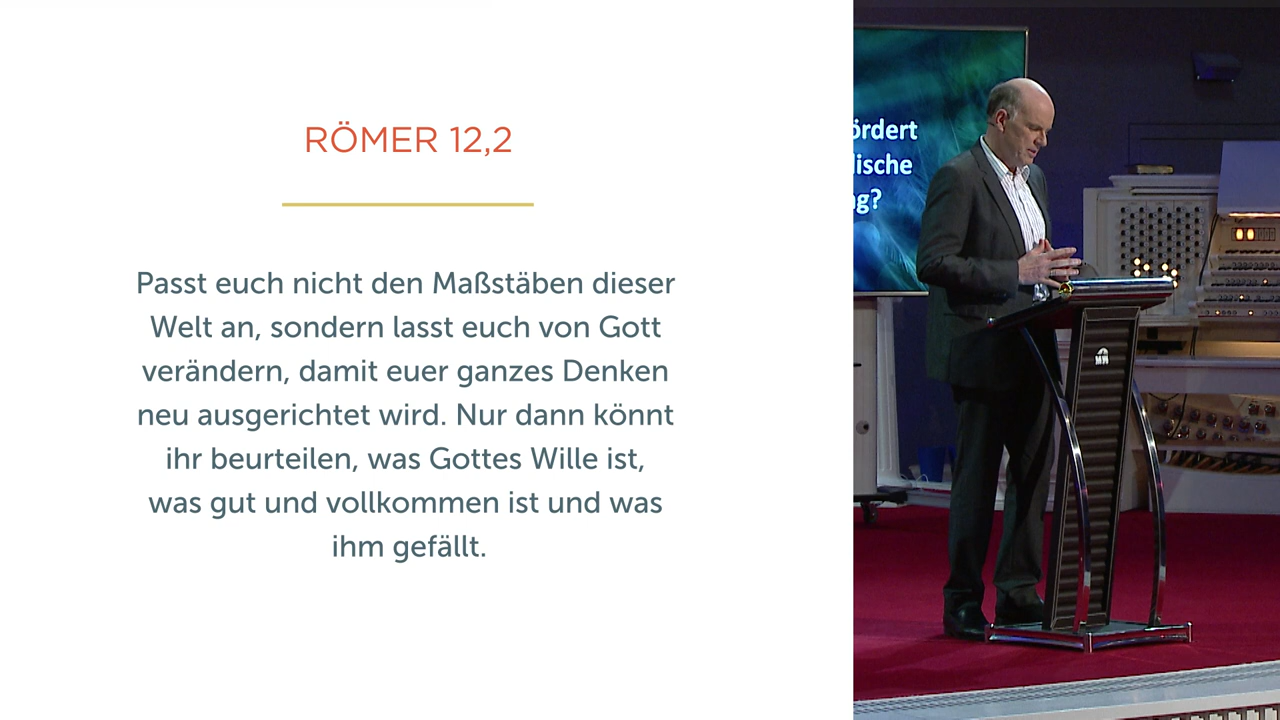 RÖMER 12,2
Passt euch nicht den Maßstäben dieser
Welt an, sondern lasst euch von Gott
verändern, damit euer ganzes Denken
neu ausgerichtet wird. Nur dann könnt
ihr beurteilen, was Gottes Wille ist,
was gut und vollkommen ist und was
ihm gefällt.
ördert
lische
g?